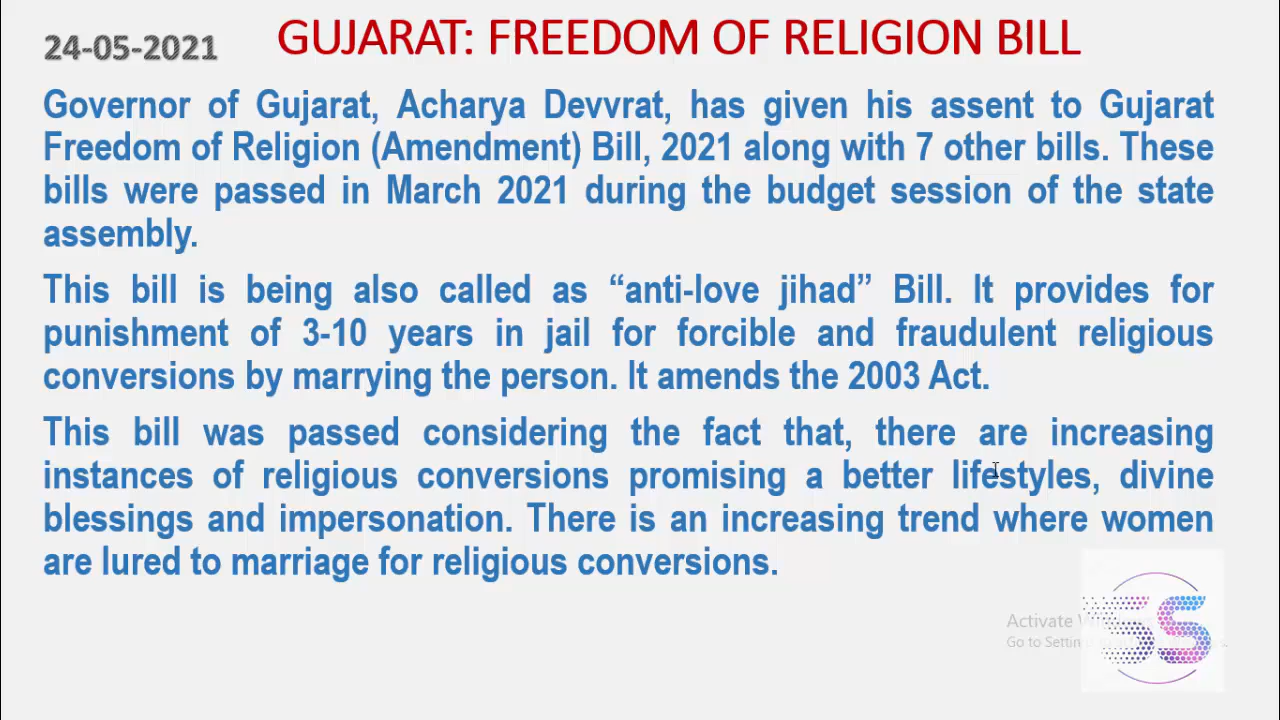 24-05-2021
GUJARAT: FREEDOM OF RELIGION BILL
Governor of Gujarat, Acharya Devvrat, has given his assent to Gujarat
Freedom of Religion (Amendment) Bill, 2021 along with 7 other bills. These
bills were passed in March 2021 during the budget session of the state
assembly.
This bill is being also called as “anti-love jihad” Bill. It provides for
punishment of 3-10 years in jail for forcible and fraudulent religious
conversions by marrying the person. It amends the 2003 Act.
This bill was passed considering the fact that, there are increasing
instances of religious conversions promising a better lifestyles, divine
blessings and impersonation. There is an increasing trend where women
are lured to marriage for religious conversions.
Activate
Go to
SS